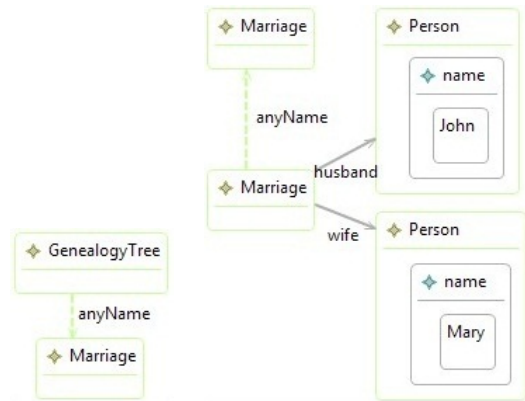 Marriage
anyName
Marriage
husband
wife
Person
name
John
Person
name
Mary
GenealogyTree
anyName
Marriage